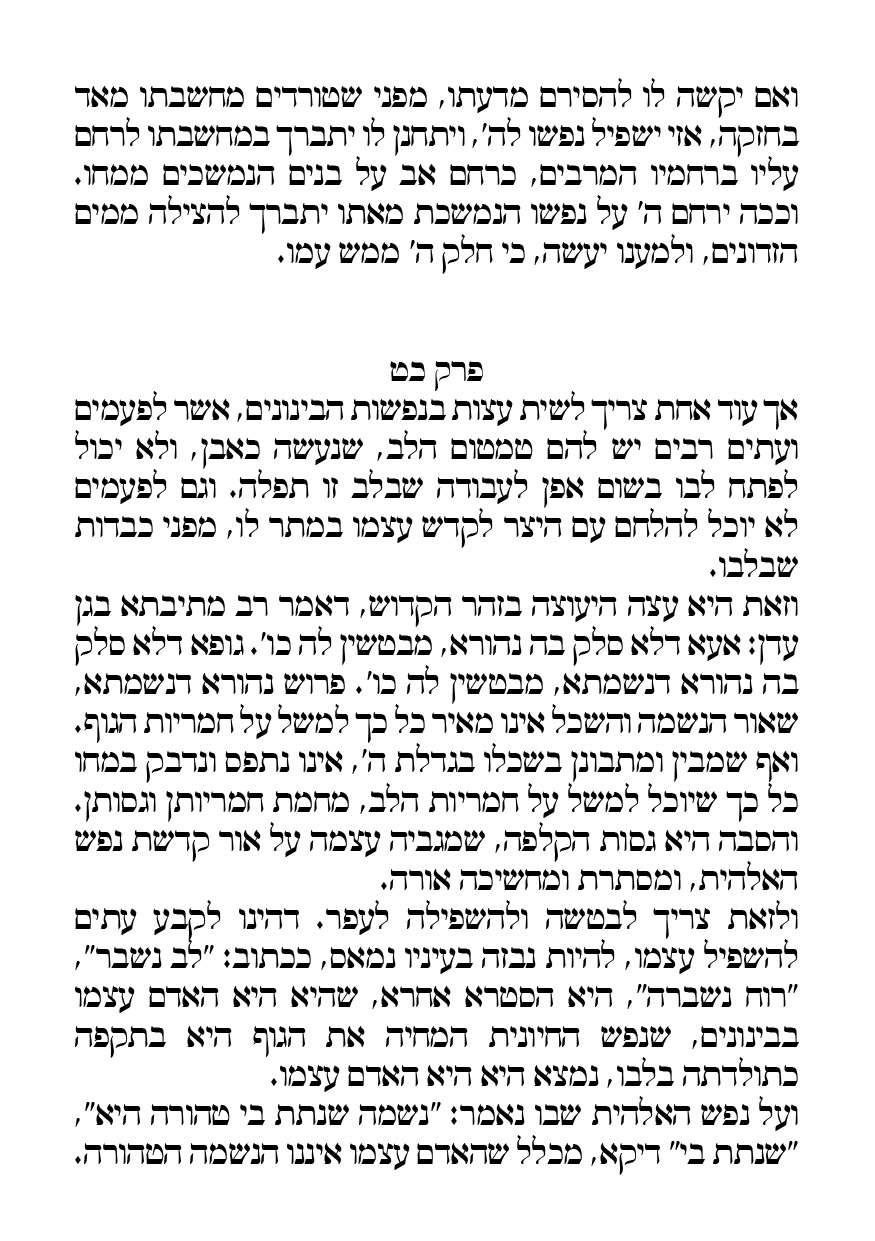 ואם יקשה לו להסירם מדעתו, מפני שטורדים מחשבתו מאד
בחזקה, אזי ישפיל נפשו לה', ויתחנן לו יתברך במחשבתו לרחם
עליו ברחמיו המרבים, כרחם אב על בנים הנמשכים ממחו.
וככה ירחם ה' על נפשו הנמשכת מאתו יתברך להצילה ממים
הזדונים, ולמענו יעשה, כי חלק ה' ממש עמו.
פרק כט
אך עוד אחת צריך לשית עצות בנפשות הבינונים, אשר לפעמים
ועתים רבים יש להם טמטום הלב, שנעשה כאבן, ולא יכול
לפתח לבו בשום אפן לעבודה שבלב זו תפלה. וגם לפעמים
לא יוכל להלחם עם היצר לקדש עצמו במתר לו, מפני כבדות
שבלבו.
וזאת היא עצה היעוצה בזהר הקדוש, דאמר רב מתיבתא בגן
עדן: אעא דלא סלק בה נהורא, מבטשין לה כו'. גופא דלא סלק
בה נהורא דנשמתא, מבטשין לה כו'. פרוש נהורא דנשמתא,
שאור הנשמה והשכל אינו מאיר כל כך למשל על חמריות הגוף.
ואף שמבין ומתבונן בשכלו בגדלת ה', אינו נתפס ונדבק במחו
כל כך שיוכל למשל על חמריות הלב, מחמת חמריותן וגסותן.
והסבה היא גסות הקלפה, שמגביה עצמה על אור קדשת נפש
האלהית, ומסתרת ומחשיכה אורה.
ולזאת צריך לבטשה ולהשפילה לעפר. דהינו לקבע עתים
להשפיל עצמו, להיות נבזה בעיניו נמאס, ככתוב: "לב נשבר",
"רוח נשברה", היא הסטרא אחרא, שהיא היא האדם עצמו
בבינונים, שנפש החיונית המחיה את הגוף היא בתקפה
כתולדתה בלבו, נמצא היא היא האדם עצמו.
ועל נפש האלהית שבו נאמר: "נשמה שנתת בי טהורה היא",
"שנתת בי" דיקא, מכלל שהאדם עצמו איננו הנשמה הטהורה.